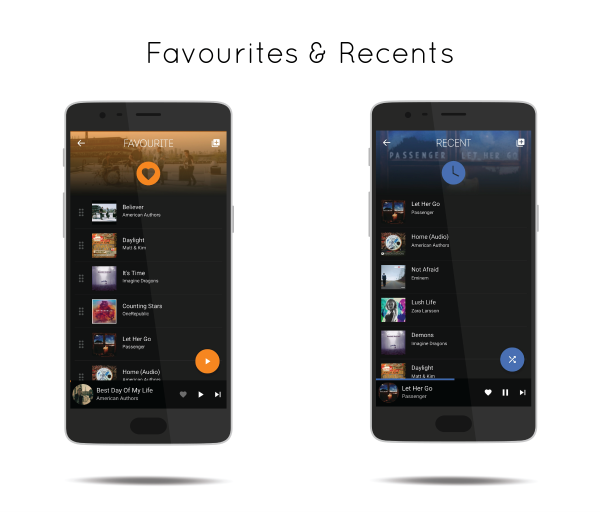 Favourites & Recents
FAVOURITE
Believer
American Authors
Daylight
Matt & Kim
It's Time
Imagine Dragons
Counting Stars
OneRepublic
Let Her Go
Passenger
Home (Audio)
American Authors
Best Day Of My Life
American Authors
RECENT
PASSENGER LET HER GO
Let Her Go
Passenger
Home (Audio)
American Authors
Not Afraid
Eminem
Lush Life
Zara Larsson
Demons
Imagine Dragons
Daylight
Matt & Kim
Let Her Go
Passenger